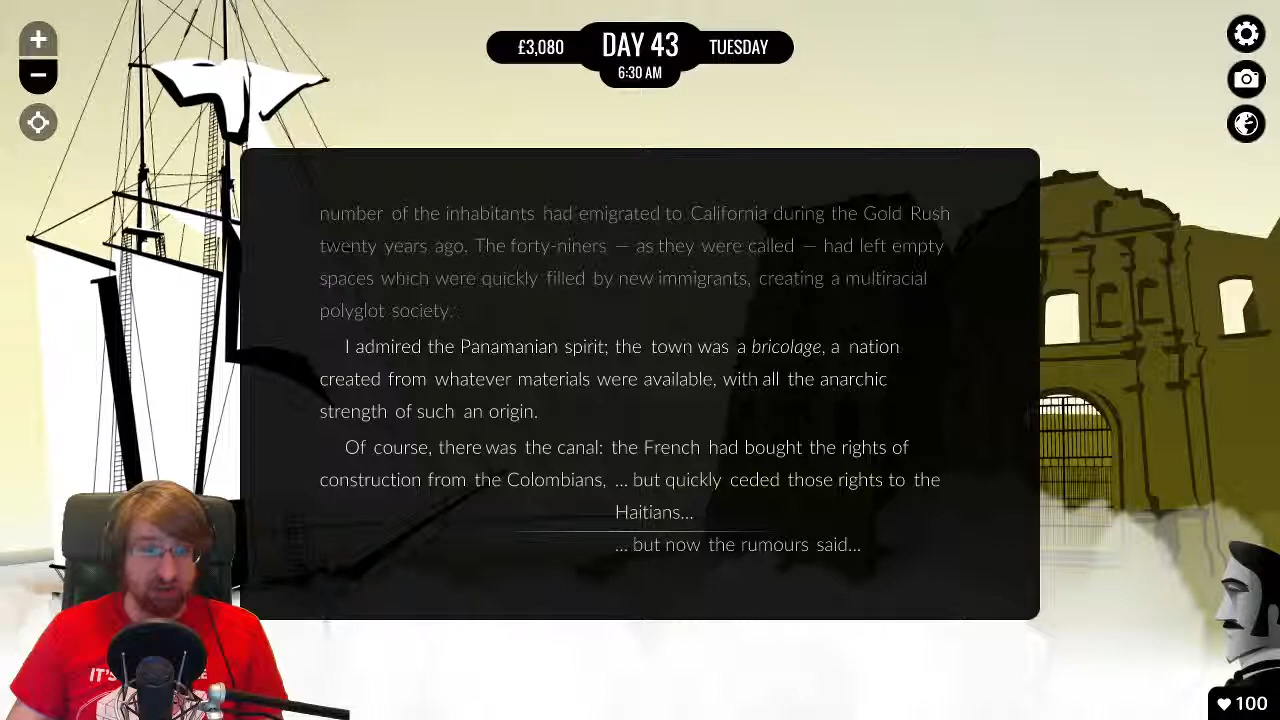 £3,080
DAY 43
TUESDAY
6:30 AM
number of the inhabitants had emigrated to California during the Gold Rush
twenty years ago. The forty-niners — as they were called — had left empty
spaces which were quickly filled by new immigrants, creating a multiracial
polyglot society.
I admired the Panamanian spirit; the town was a bricolage, a nation
created from whatever materials were available, with all the anarchic
strength of such an origin.
Of course, there was the canal: the French had bought the rights of
construction from the Colombians, ... but quickly ceded those rights to the
Haitians...
... but now the rumours said...
IT'S
100